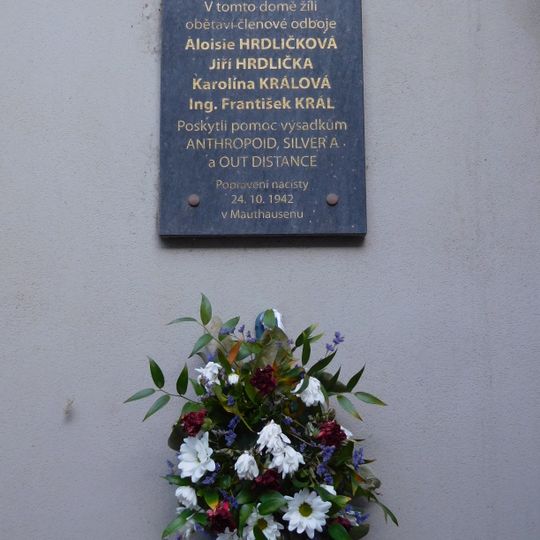 V tomto domě žili
obětaví členové odboje
Aloisie HRDLIČKOVÁ
Jiří HRDLIČKA
Karolína KRÁLOVÁ
Ing. František KRÁL
Poskytli pomoc výsadkům
ANTHROPOID, SILVER A
a OUT DISTANCE
Popraveni nacisty
24. 10. 1942
v Mauthausenu